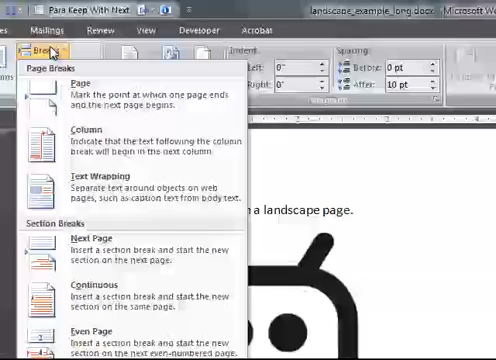 Para Keep With Next
landscape_example_long.docx - Microsoft Wo
es Mailings Review View Developer Acrobat
Breaks
Indent Spacing
Left: 0" Before: 0 pt
Right: 0" After: 10 pt
Page Breaks
Page
Mark the point at which one page ends
and the next page begins.
Column
Indicate that the text following the column
break will begin in the next column.
Text Wrapping
Separate text around objects on web
pages, such as caption text from body text.
n a landscape page.
Section Breaks
Next Page
Insert a section break and start the new
section on the next page.
Continuous
Insert a section break and start the new
section on the same page.
Even Page
Insert a section break and start the new
section on the next even-numbered page.